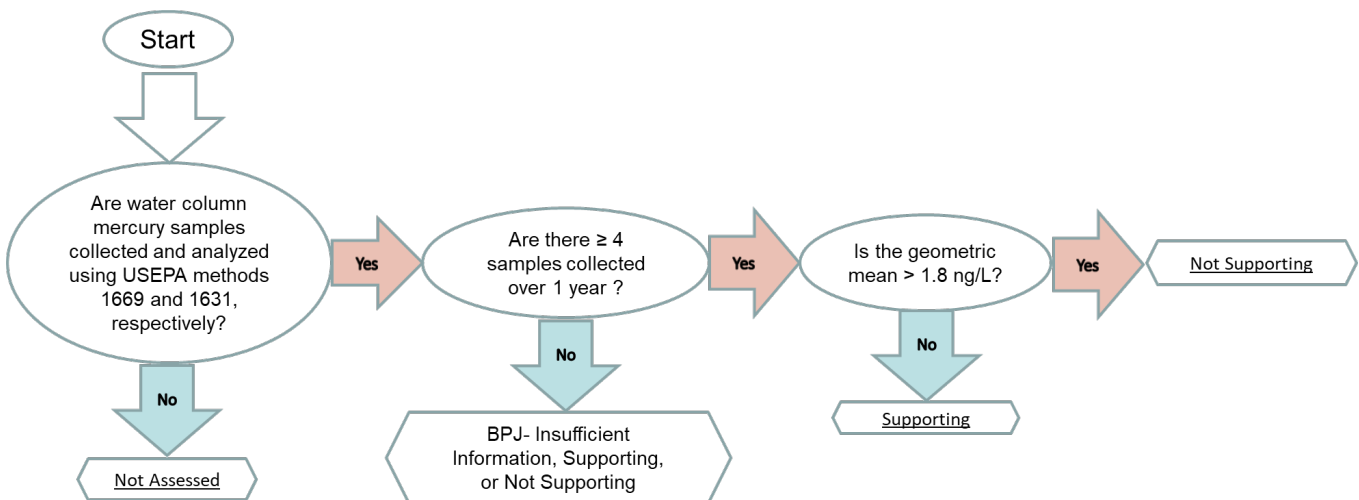 Start
Are water column
mercury samples
collected and analyzed
using USEPA methods
1669 and 1631,
respectively?
Yes
No
Not Assessed
Are there ≥ 4
samples collected
over 1 year ?
Yes
No
BPJ- Insufficient
Information, Supporting,
or Not Supporting
Is the geometric
mean > 1.8 ng/L?
Yes
No
Supporting
Not Supporting